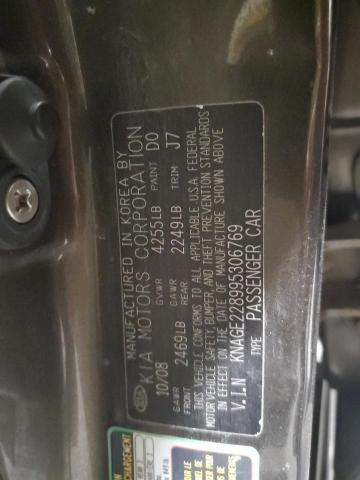 MANUFACTURED IN KOREA BY
KIA MOTORS CORPORATION
10/08 GVWR 4255LB PAINT D0
GAWR FRONT 2469LB GAWR REAR 2249LB TRIM J7
THIS VEHICLE CONFORMS TO ALL APPLICABLE U.S.A. FEDERAL
MOTOR VEHICLE SAFETY, BUMPER, AND THEFT PREVENTION STANDARDS
IN EFFECT ON THE DATE OF MANUFACTURE SHOWN ABOVE
V.I.N KNAGE228995306769
TYPE PASSENGER CAR
CHARGEMENT